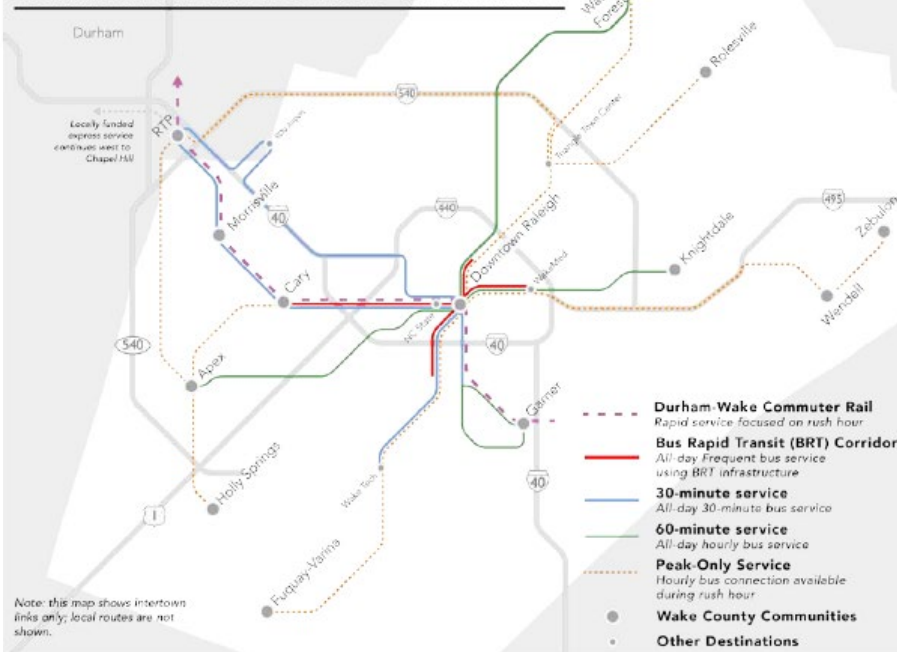 Durham
Wake
Forest
Rolesville
540
Locally funded
express service
continues west to
Chapel Hill
RTP
RDU Airport
Triangle Town Center
Morrisville
40
440
495
Zebulon
Downtown Raleigh
Knightdale
WakeMed
Cary
NC State
Wendell
540
Apex
40
Garner
Holly Springs
Wake Tech
40
1
Fuquay-Varina
Durham-Wake Commuter Rail
Rapid service focused on rush hour
Bus Rapid Transit (BRT) Corridor
All-day Frequent bus service
using BRT infrastructure
30-minute service
All-day 30-minute bus service
60-minute service
All-day hourly bus service
Peak-Only Service
Hourly bus connection available
during rush hour
Wake County Communities
Other Destinations
Note: this map shows intertown
links only; local routes are not
shown.